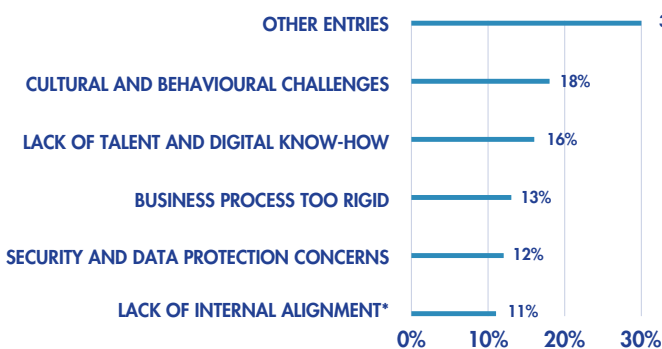 OTHER ENTRIES
CULTURAL AND BEHAVIOURAL CHALLENGES 18%
LACK OF TALENT AND DIGITAL KNOW-HOW 16%
BUSINESS PROCESS TOO RIGID 13%
SECURITY AND DATA PROTECTION CONCERNS 12%
LACK OF INTERNAL ALIGNMENT* 11%
0% 10% 20% 30%